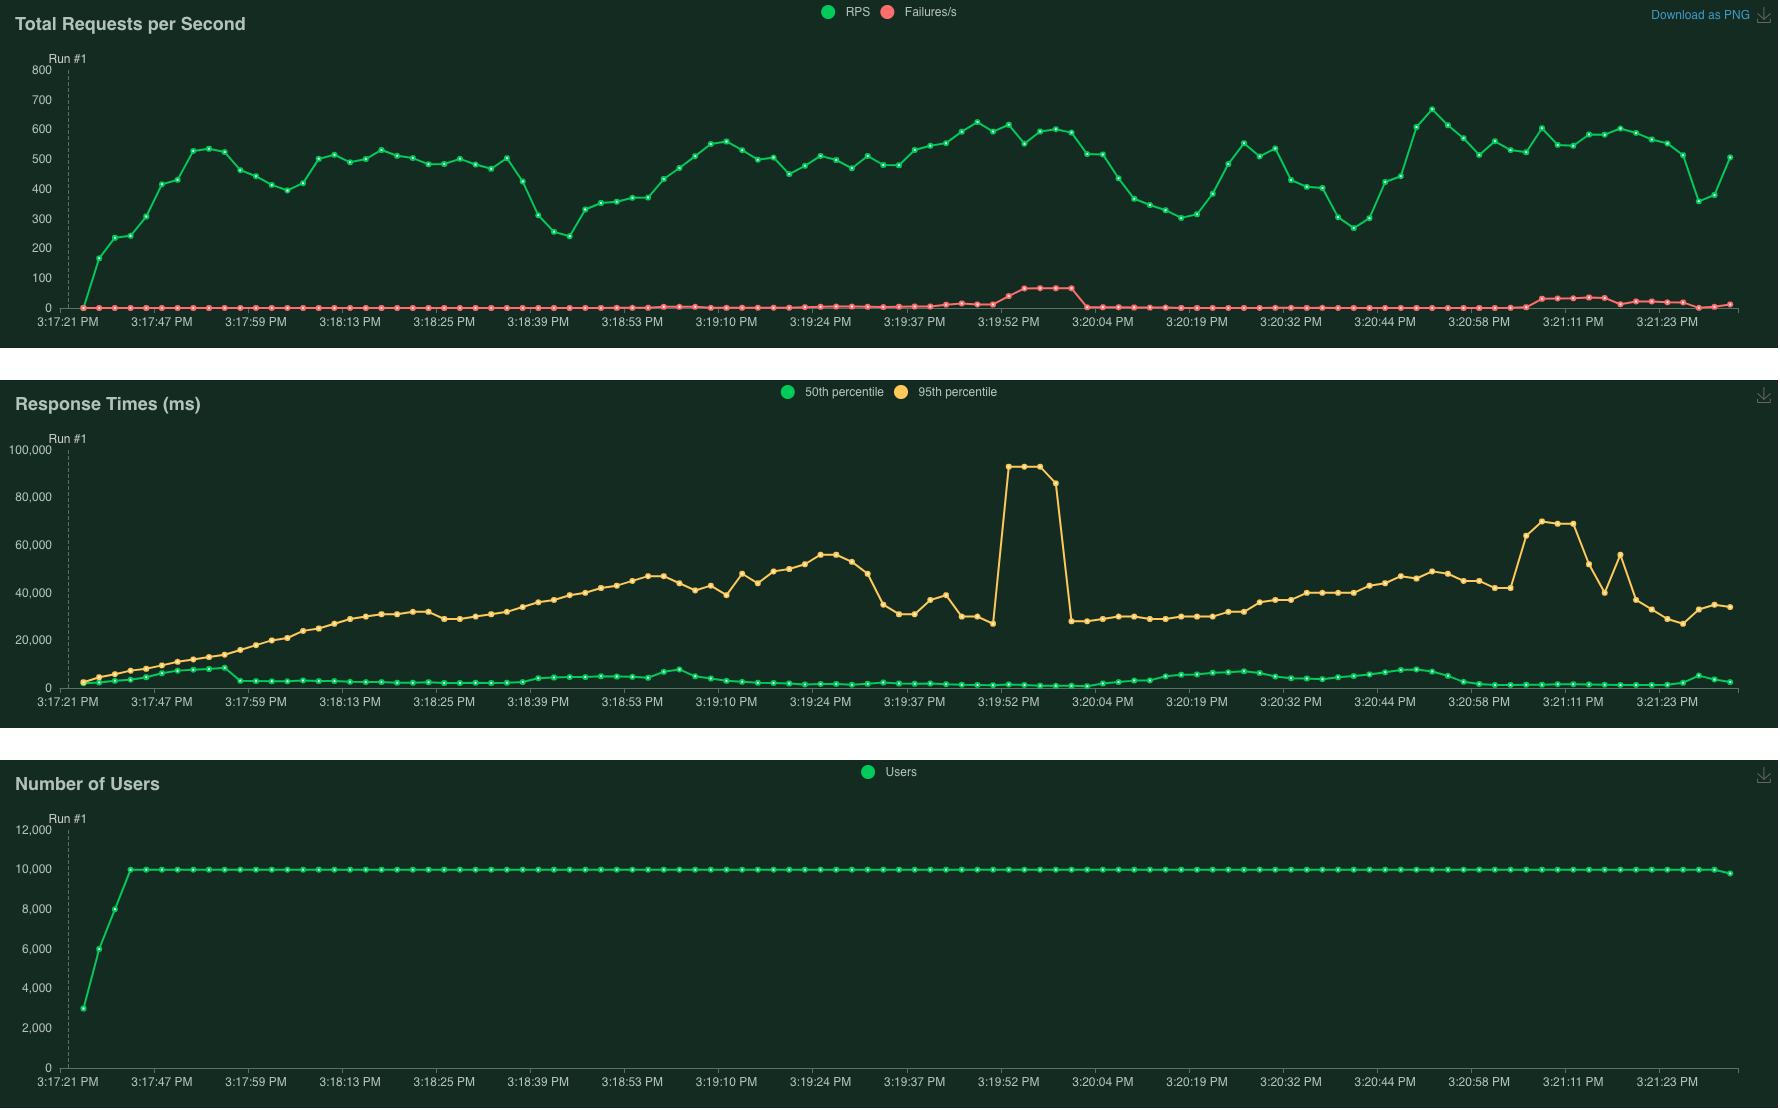 RPS Failures/s
Total Requests per Second
Download as PNG
Run #1
800
700
600
500
400
300
200
100
0
3:17:21 PM 3:17:47 PM 3:17:59 PM 3:18:13 PM 3:18:25 PM 3:18:39 PM 3:18:53 PM 3:19:10 PM 3:19:24 PM 3:19:37 PM 3:19:52 PM 3:20:04 PM 3:20:19 PM 3:20:32 PM 3:20:44 PM 3:20:58 PM 3:21:11 PM 3:21:23 PM
50th percentile 95th percentile
Response Times (ms)
Run #1
100,000
80,000
60,000
40,000
20,000
0
3:17:21 PM 3:17:47 PM 3:17:59 PM 3:18:13 PM 3:18:25 PM 3:18:39 PM 3:18:53 PM 3:19:10 PM 3:19:24 PM 3:19:37 PM 3:19:52 PM 3:20:04 PM 3:20:19 PM 3:20:32 PM 3:20:44 PM 3:20:58 PM 3:21:11 PM 3:21:23 PM
Users
Number of Users
Run #1
12,000
10,000
8,000
6,000
4,000
2,000
0
3:17:21 PM 3:17:47 PM 3:17:59 PM 3:18:13 PM 3:18:25 PM 3:18:39 PM 3:18:53 PM 3:19:10 PM 3:19:24 PM 3:19:37 PM 3:19:52 PM 3:20:04 PM 3:20:19 PM 3:20:32 PM 3:20:44 PM 3:20:58 PM 3:21:11 PM 3:21:23 PM